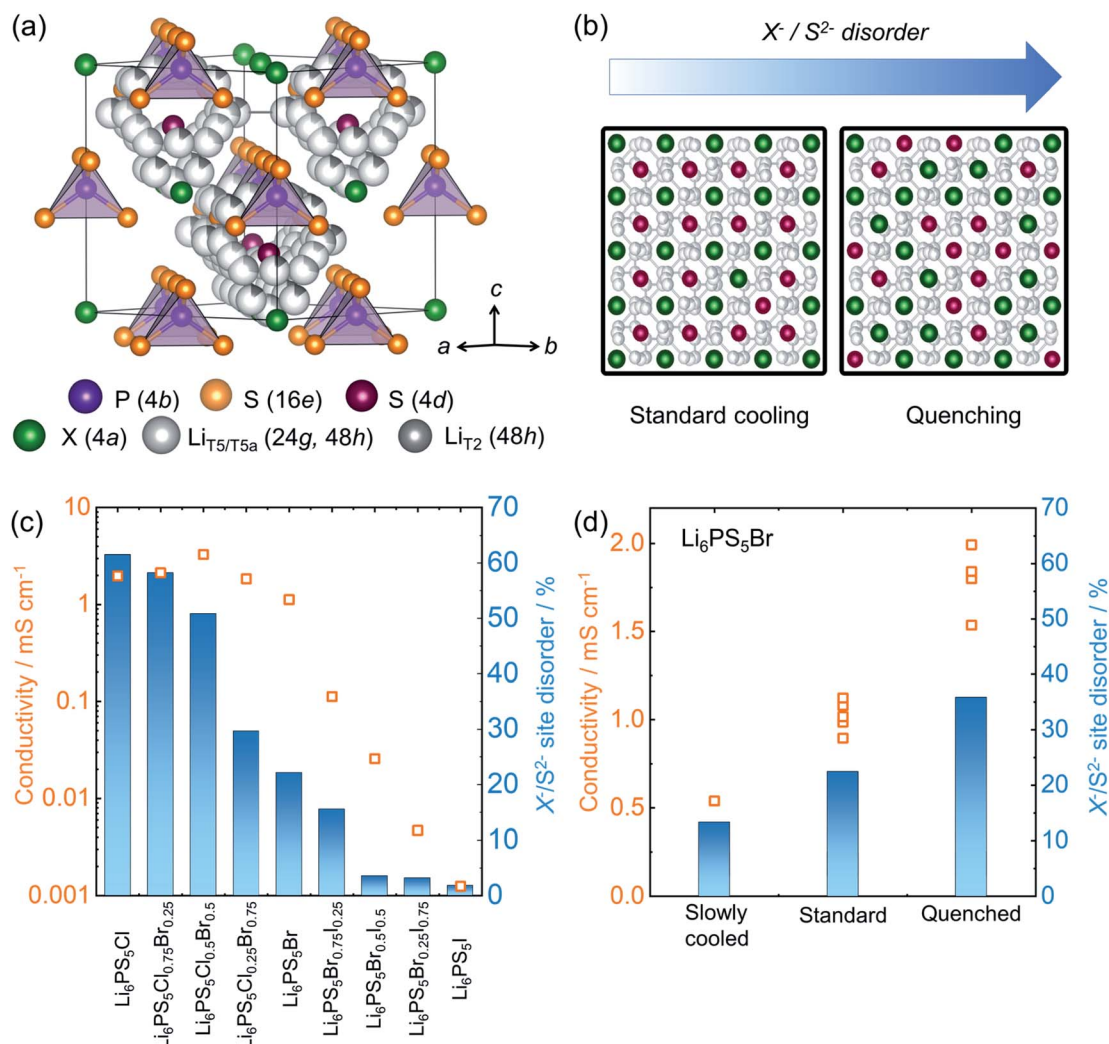 (a)
c
a
b
P (4b) S (16e) S (4d)
X (4a) Li_T5/T5a (24g, 48h) Li_T2 (48h)
(b)
X⁻ / S²⁻ disorder
Standard cooling
Quenching
(c)
Conductivity / mS cm⁻¹
10
1
0.1
0.01
0.001
70
60
50
40
30
20
10
0
X⁻/S²⁻ site disorder / %
Li₆PS₅Cl
Li₆PS₅Cl₀.₇₅Br₀.₂₅
Li₆PS₅Cl₀.₅Br₀.₅
Li₆PS₅Cl₀.₂₅Br₀.₇₅
Li₆PS₅Br
Li₆PS₅Br₀.₇₅I₀.₂₅
Li₆PS₅Br₀.₅I₀.₅
Li₆PS₅Br₀.₂₅I₀.₇₅
Li₆PS₅I
(d)
Li₆PS₅Br
Conductivity / mS cm⁻¹
2.0
1.5
1.0
0.5
0.0
70
60
50
40
30
20
10
0
X⁻/S²⁻ site disorder / %
Slowly
cooled
Standard
Quenched